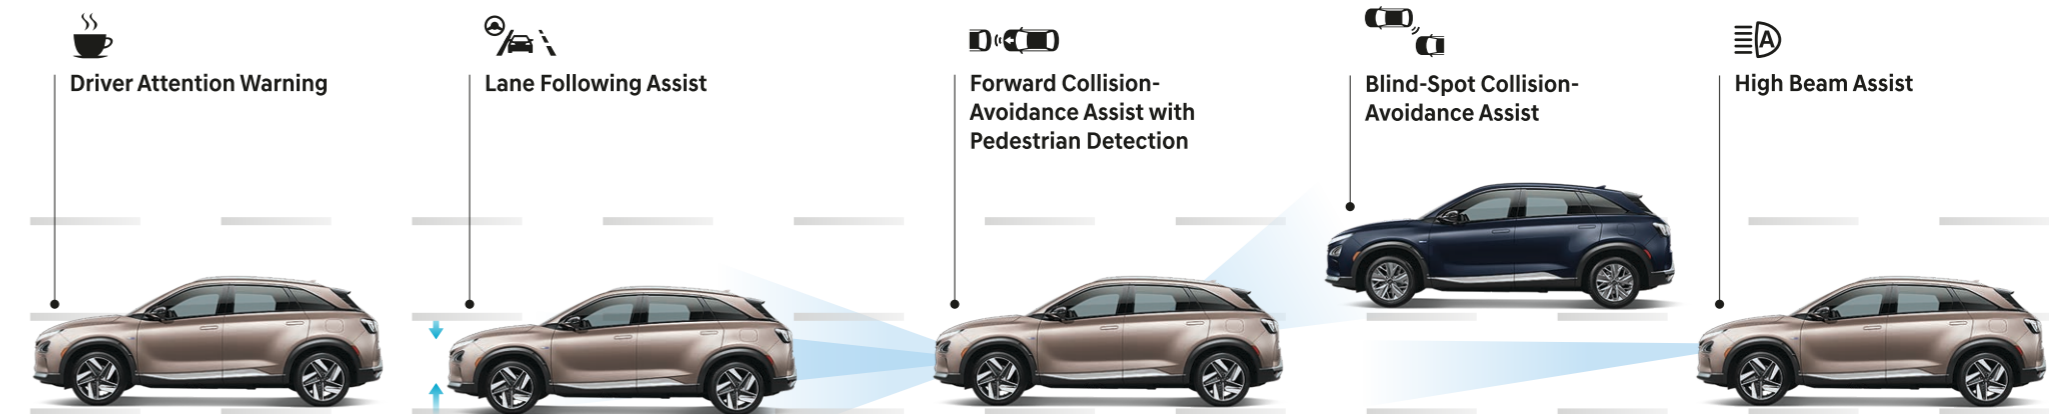 Driver Attention Warning
Lane Following Assist
Forward Collision-
Avoidance Assist with
Pedestrian Detection
Blind-Spot Collision-
Avoidance Assist
A
High Beam Assist